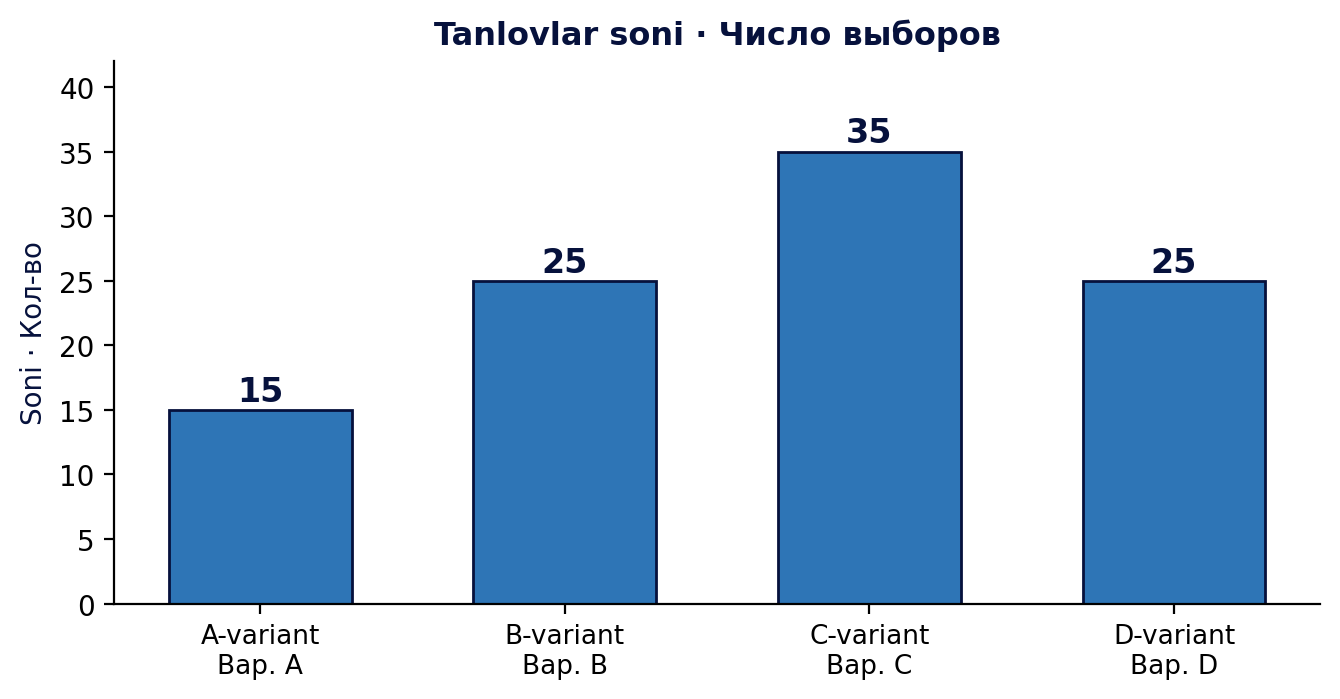 Tanlovlar soni · Число выборов
Soni · Кол-во
40
35
30
25
20
15
10
5
0
15
25
35
25
A-variant
Вар. A
B-variant
Вар. B
C-variant
Вар. C
D-variant
Вар. D